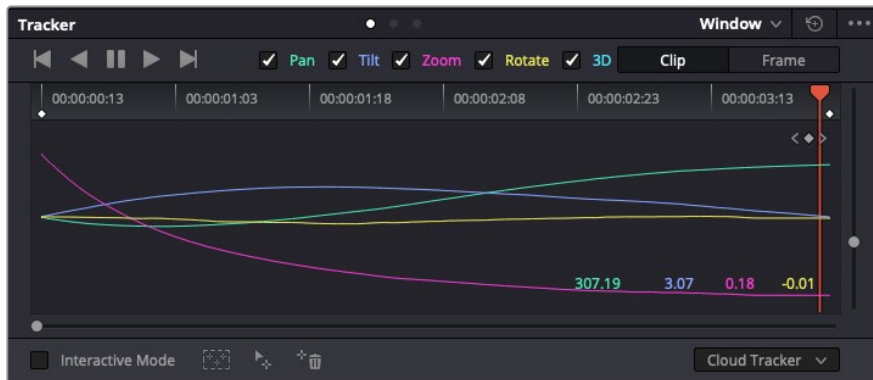 Tracker Window
Pan Tilt Zoom Rotate 3D Clip Frame
00:00:00:13 00:00:01:03 00:00:01:18 00:00:02:08 00:00:02:23 00:00:03:13
307.19 3.07 0.18 -0.01
Interactive Mode Cloud Tracker